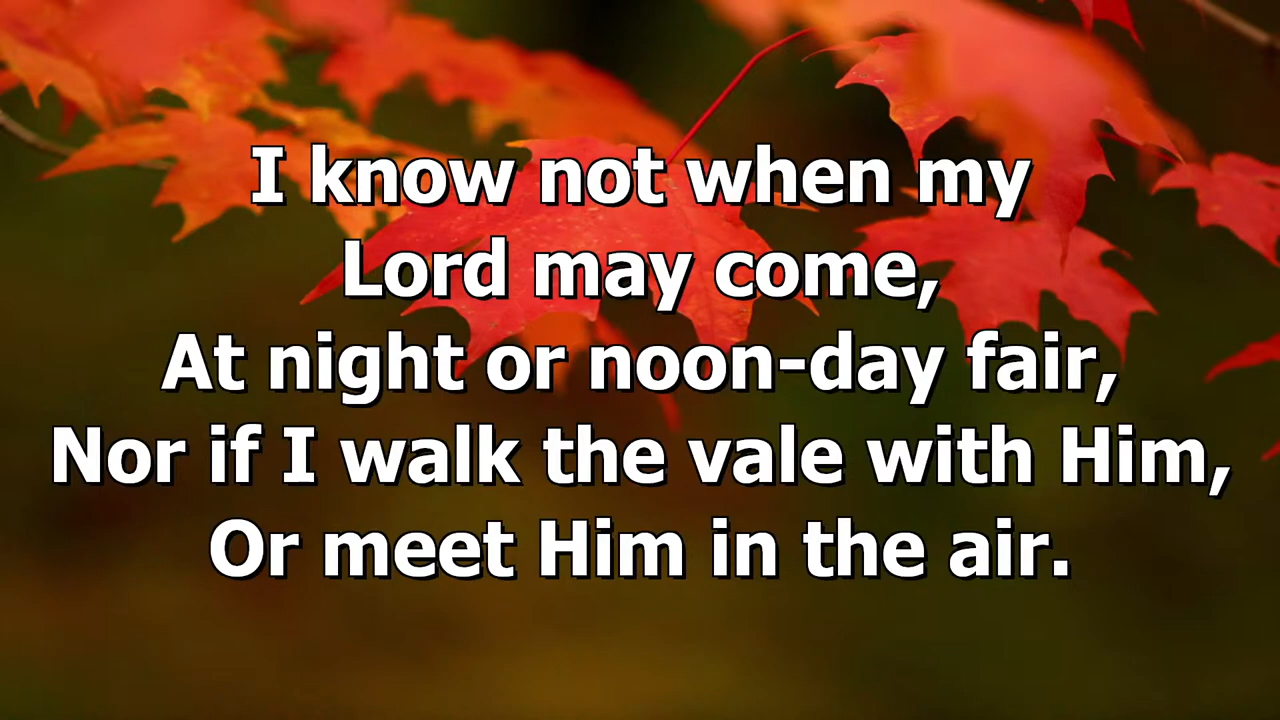 I know not when my
Lord may come,
At night or noon-day fair,
Nor if I walk the vale with Him,
Or meet Him in the air.